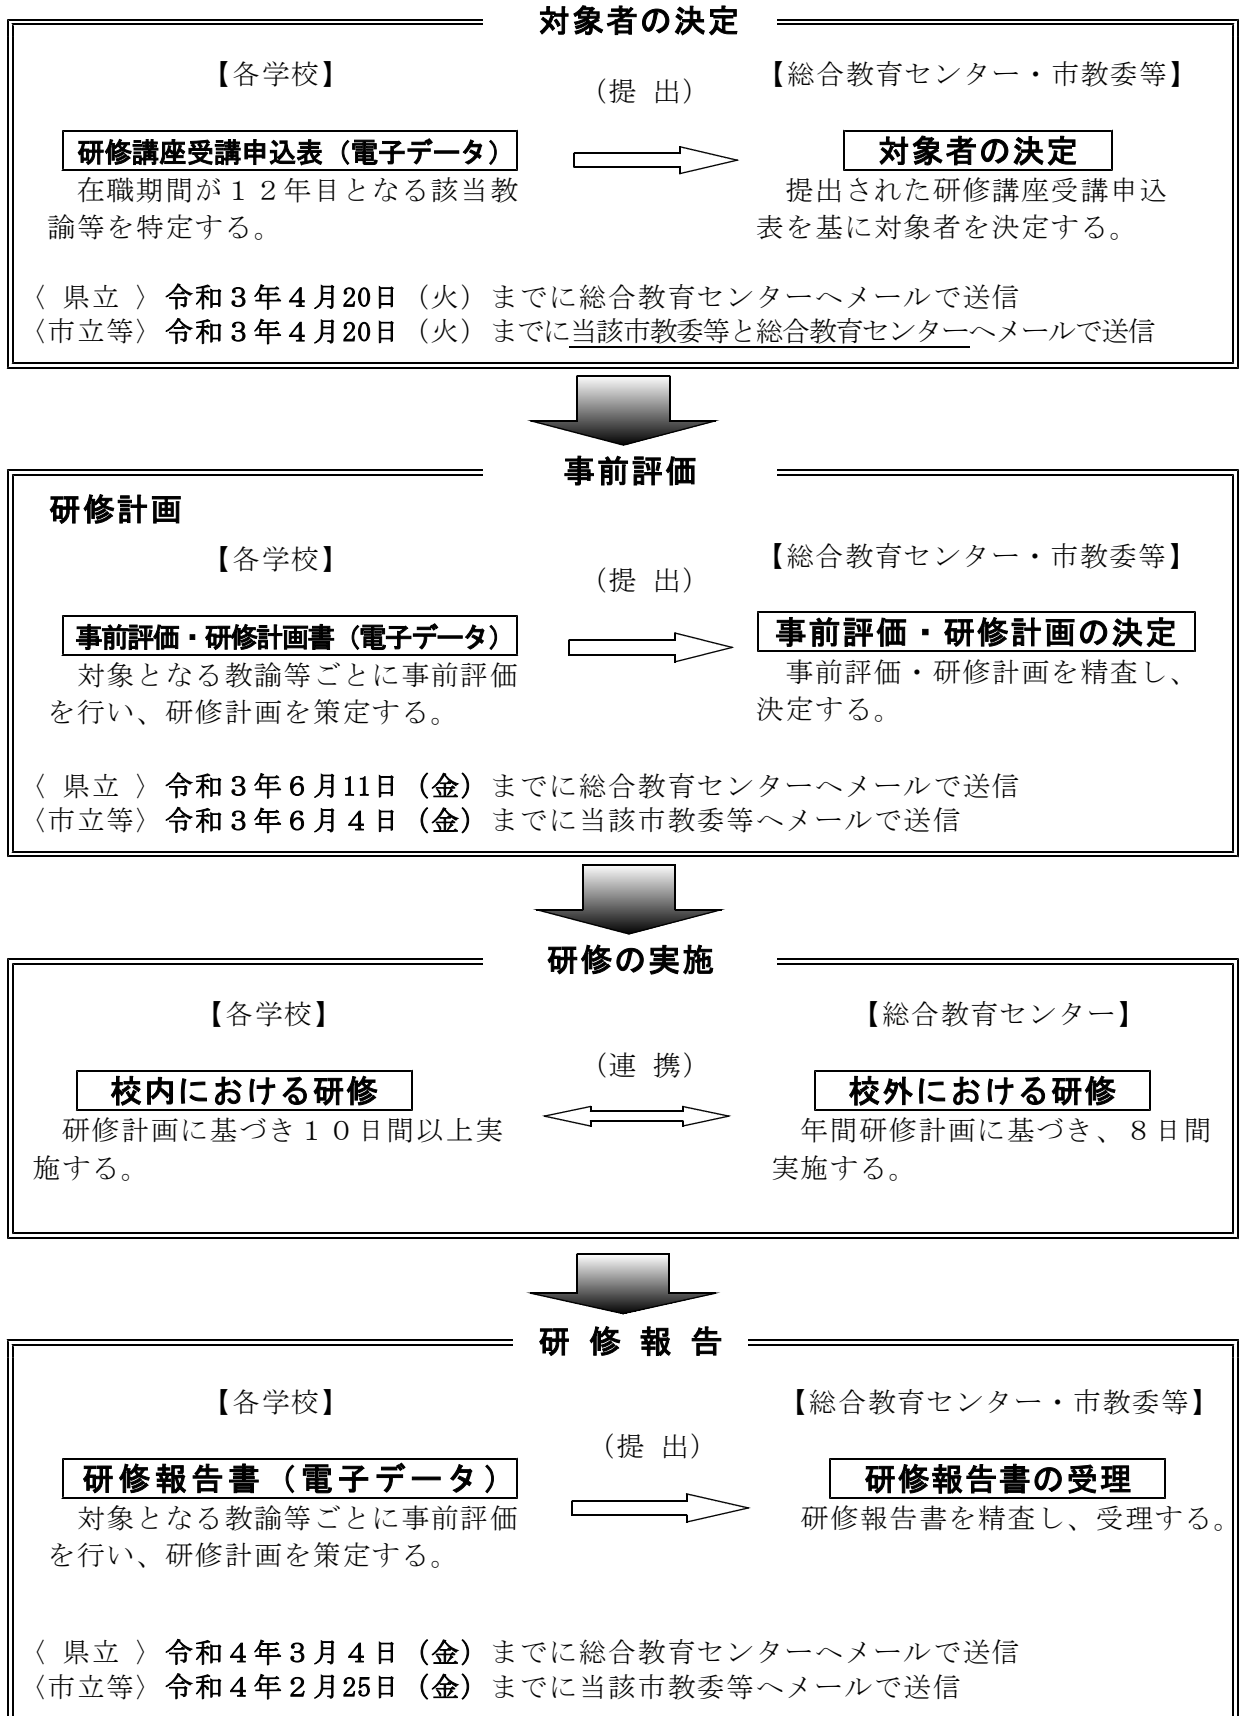 対象者の決定
【各学校】
(提 出)
【総合教育センター・市教委等】
研修講座受講申込表（電子データ）
対象者の決定
在職期間が１２年目となる該当教
諭等を特定する。
提出された研修講座受講申込
表を基に対象者を決定する。
〈 県立 〉令和３年４月20日（火）までに総合教育センターへメールで送信
〈市立等〉令和３年４月20日（火）までに当該市教委等と総合教育センターへメールで送信
事前評価
研修計画
【各学校】
(提 出)
【総合教育センター・市教委等】
事前評価・研修計画書（電子データ）
事前評価・研修計画の決定
対象となる教諭等ごとに事前評価
を行い、研修計画を策定する。
事前評価・研修計画を精査し、
決定する。
〈 県立 〉令和３年６月11日（金）までに総合教育センターへメールで送信
〈市立等〉令和３年６月４日（金）までに当該市教委等へメールで送信
研修の実施
【各学校】
(連 携)
【総合教育センター】
校内における研修
校外における研修
研修計画に基づき１０日間以上実
施する。
年間研修計画に基づき、８日間
実施する。
研 修 報 告
【各学校】
(提 出)
【総合教育センター・市教委等】
研修報告書（電子データ）
研修報告書の受理
対象となる教諭等ごとに事前評価
を行い、研修計画を策定する。
研修報告書を精査し、受理する。
〈 県立 〉令和４年３月４日（金）までに総合教育センターへメールで送信
〈市立等〉令和４年２月25日（金）までに当該市教委等へメールで送信